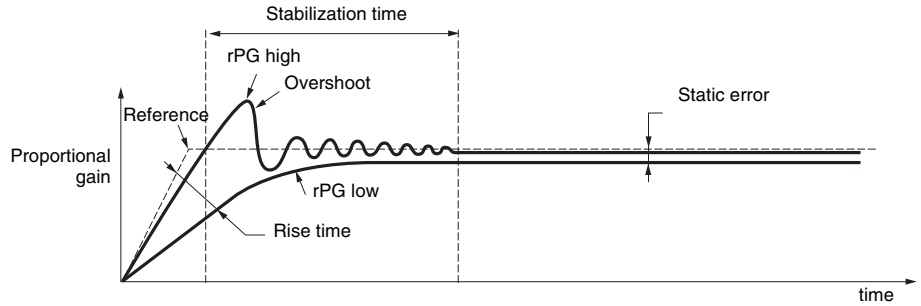 Stabilization time
rPG high
Overshoot
Reference
Static error
Proportional
gain
rPG low
Rise time
time